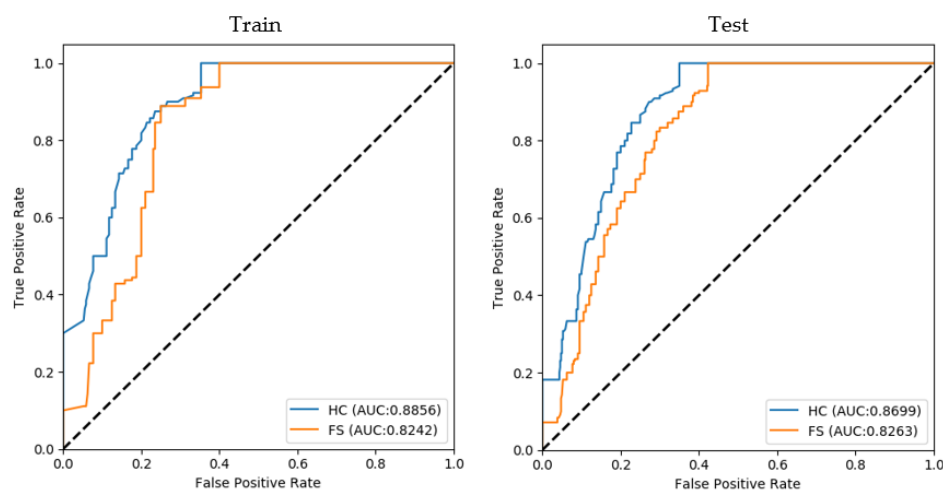 Train
True Positive Rate
1.0
0.8
0.6
0.4
0.2
0.0
HC (AUC:0.8856)
FS (AUC:0.8242)
0.0 0.2 0.4 0.6 0.8 1.0
False Positive Rate
Test
True Positive Rate
1.0
0.8
0.6
0.4
0.2
0.0
HC (AUC:0.8699)
FS (AUC:0.8263)
0.0 0.2 0.4 0.6 0.8 1.0
False Positive Rate